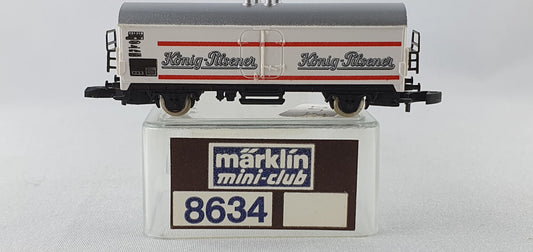 König-Pilsener König-Pilsener
märklin
mini-club
8634